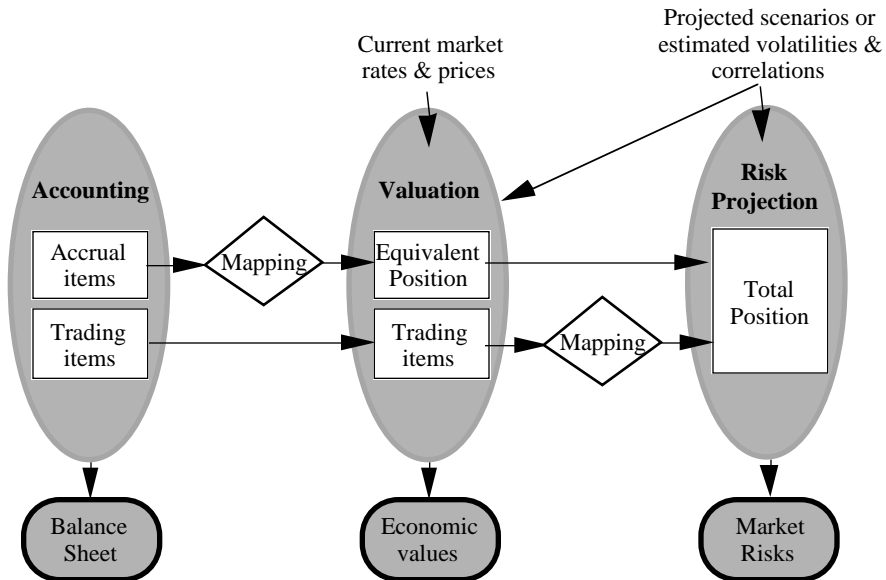 Projected scenarios or
estimated volatilities &
correlations
Current market
rates & prices
Accounting
Valuation
Risk
Projection
Accrual
items
Mapping
Equivalent
Position
Total
Position
Trading
items
Trading
items
Mapping
Balance
Sheet
Economic
values
Market
Risks